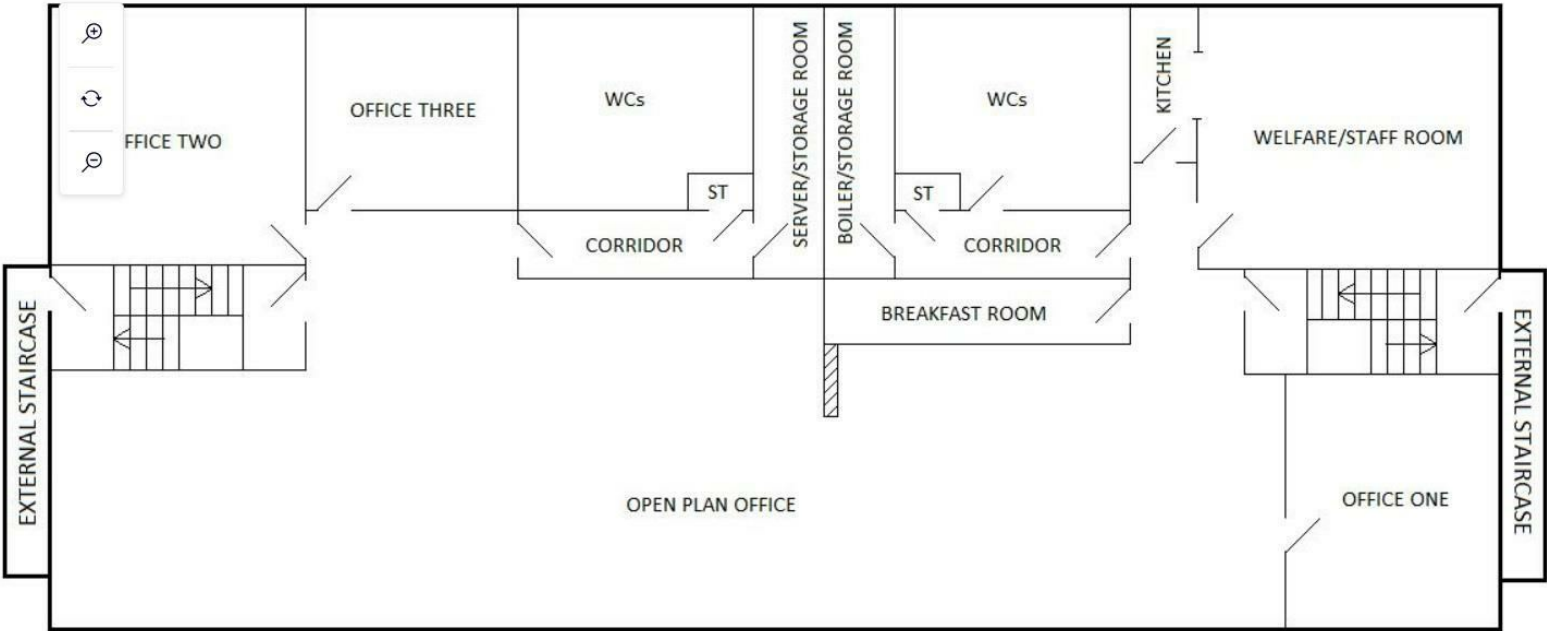 FFICE TWO
OFFICE THREE
WCs
ST
SERVER/STORAGE ROOM
BOILER/STORAGE ROOM
WCs
ST
KITCHEN
WELFARE/STAFF ROOM
CORRIDOR
CORRIDOR
BREAKFAST ROOM
EXTERNAL STAIRCASE
EXTERNAL STAIRCASE
OPEN PLAN OFFICE
OFFICE ONE